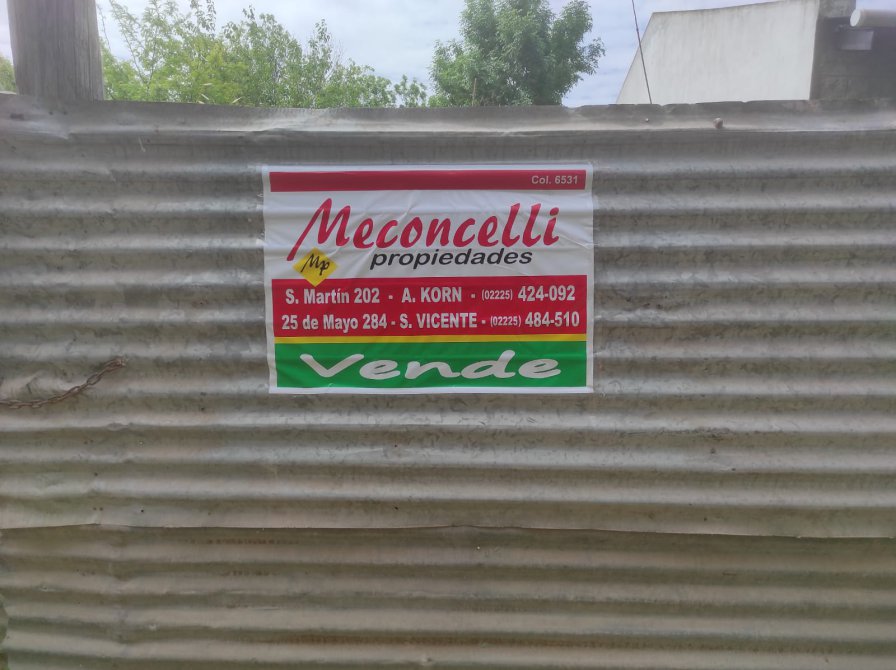 Col. 6531
Meconcelli
Mp propiedades
S. Martín 202 - A. KORN - (02225) 424-092
25 de Mayo 284 - S. VICENTE - (02225) 484-510
Vende